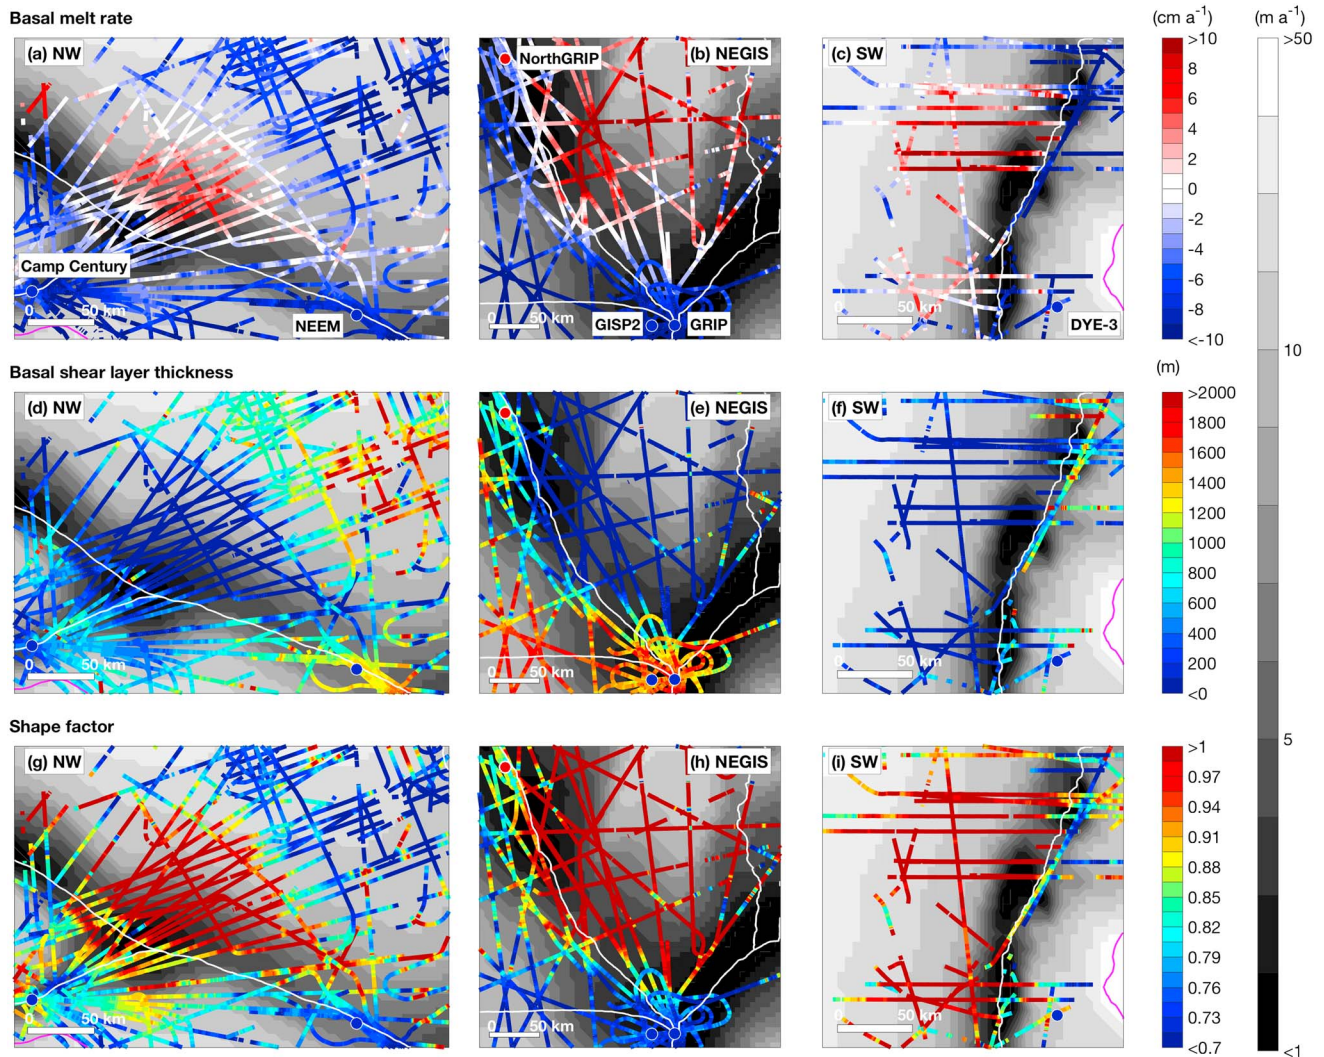 Basal melt rate
(cm a⁻¹)
(m a⁻¹)
(a) NW
NorthGRIP
(b) NEGIS
(c) SW
>10
8
6
4
2
0
-2
-4
-6
-8
<-10
>50
10
5
<1
Camp Century
0
50 km
NEEM
0
50 km
GISP2
GRIP
0
50 km
DYE-3
Basal shear layer thickness
(m)
(d) NW
(e) NEGIS
(f) SW
>2000
1800
1600
1400
1200
1000
800
600
400
200
<0
0
50 km
0
50 km
0
50 km
Shape factor
(g) NW
(h) NEGIS
(i) SW
>1
0.97
0.94
0.91
0.88
0.85
0.82
0.79
0.76
0.73
<0.7
0
50 km
0
50 km
0
50 km